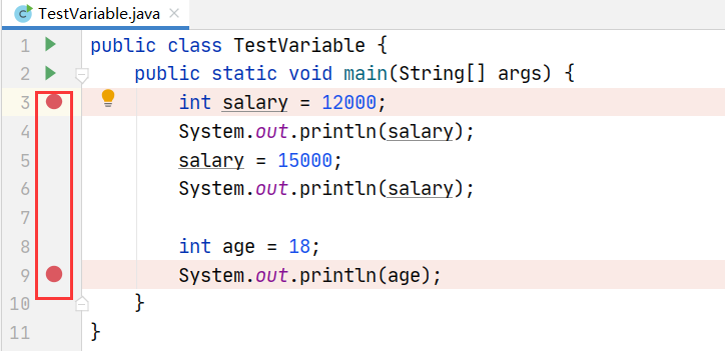 TestVariable.java
1 public class TestVariable {
2 public static void main(String[] args) {
3 int salary = 12000;
4 System.out.println(salary);
5 salary = 15000;
6 System.out.println(salary);
7
8 int age = 18;
9 System.out.println(age);
10 }
11 }